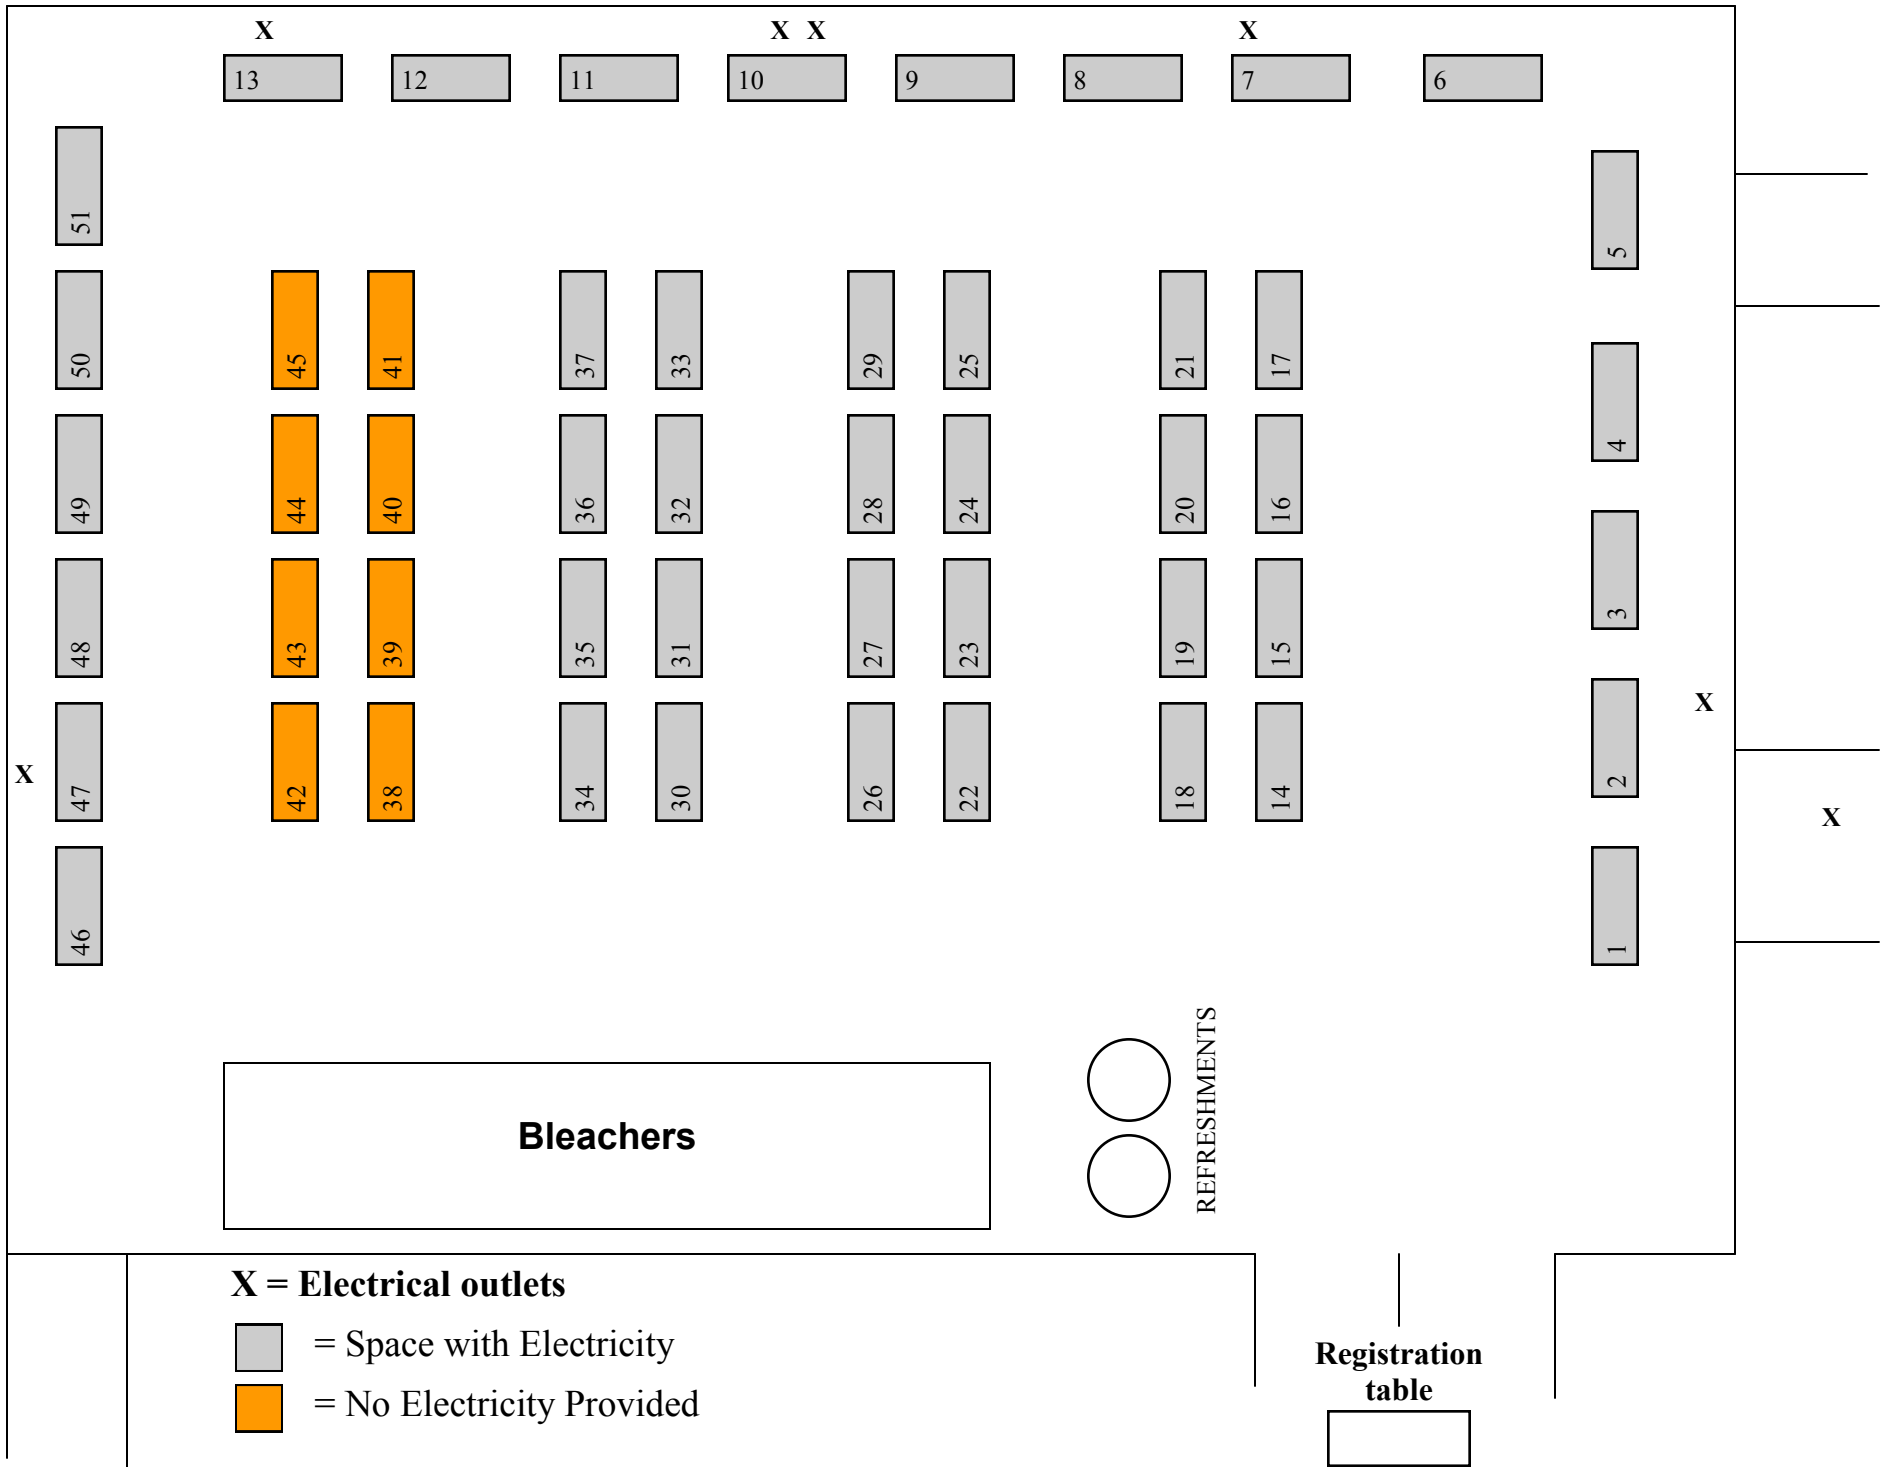 X X X X
13 12 11 10 9 8 7 6
51
5
50 45 41 37 33 29 25 21 17
4
49 44 40 36 32 28 24 20 16
3
48 43 39 35 31 27 23 19 15
X
2
X
47 42 38 34 30 26 22 18 14
X
46
1
REFRESHMENTS
Bleachers
X = Electrical outlets
= Space with Electricity
= No Electricity Provided
Registration
table